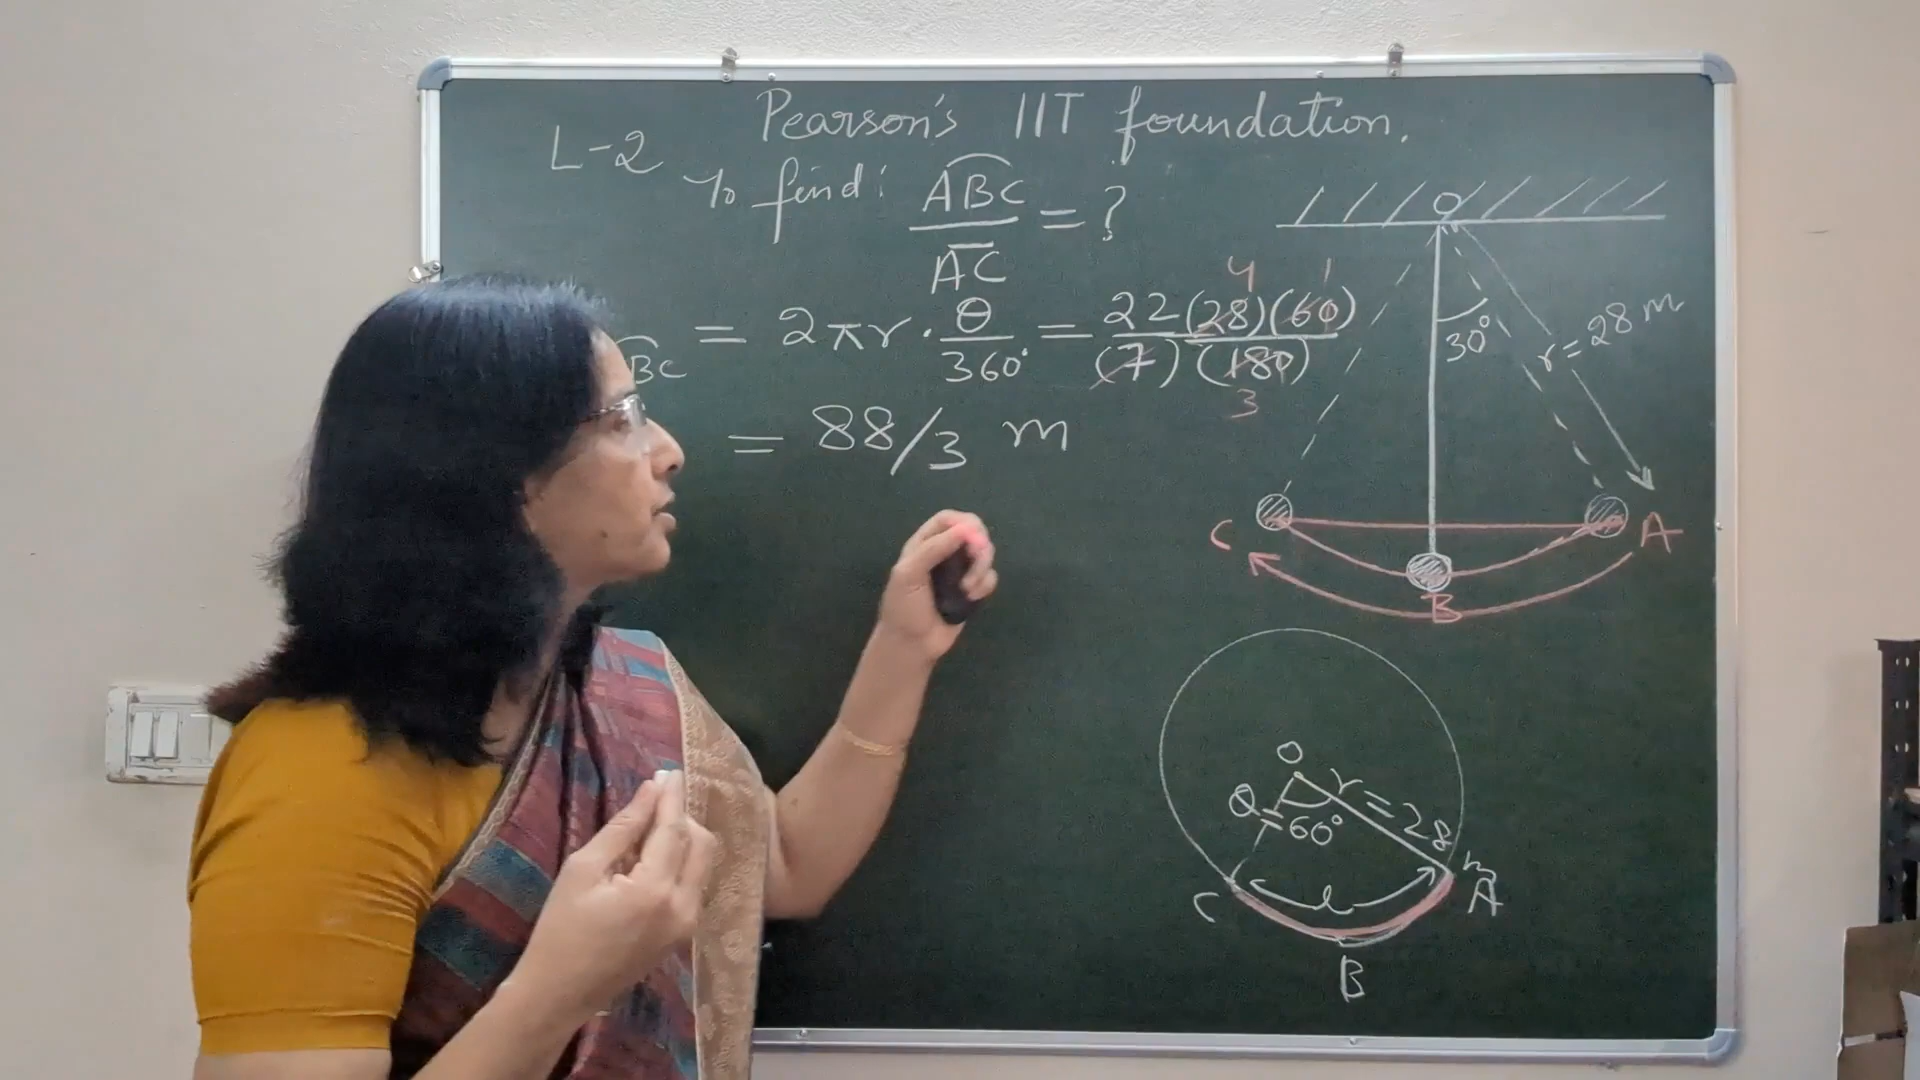 Pearson's IIT foundation.
L-2
To find: ABC / AC = ?
BC = 2πr · θ/360° = 22(28)(60) / (7)(180)
4 1
3
= 88/3 m
O
30°
r = 28 m
C
A
B
O
r = 28 m
θ = 60°
C
l
A
B